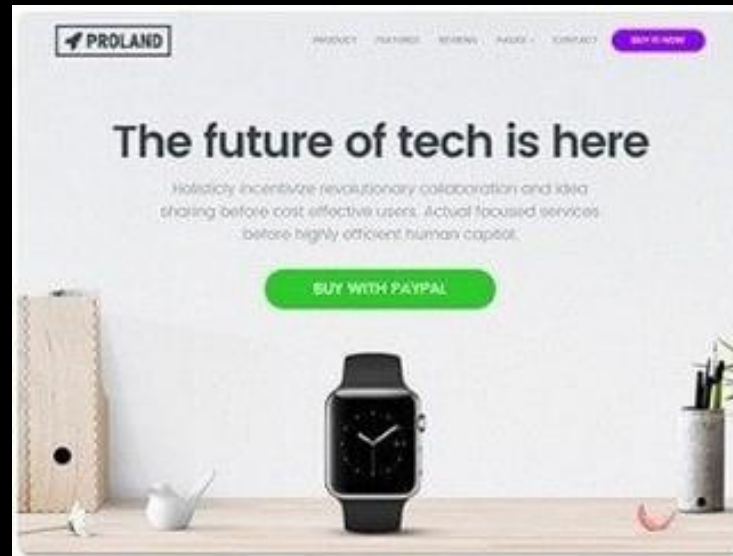 PROLAND
PRODUCT FEATURES REVIEWS PAGES CONTACT BUY IT NOW
The future of tech is here
Holisticly incentivize revolutionary collaboration and idea
sharing before cost effective users. Actual focused services
before highly efficient human capital.
BUY WITH PAYPAL